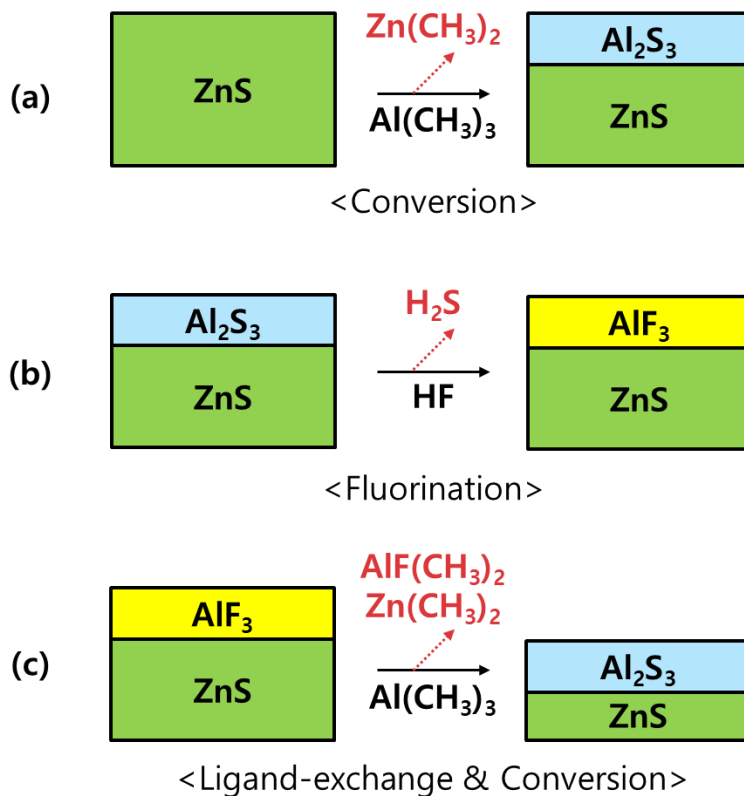 (a)
ZnS
Zn(CH₃)₂
Al(CH₃)₃
Al₂S₃
ZnS
<Conversion>
(b)
Al₂S₃
ZnS
H₂S
HF
AlF₃
ZnS
<Fluorination>
(c)
AlF₃
ZnS
AlF(CH₃)₂
Zn(CH₃)₂
Al(CH₃)₃
Al₂S₃
ZnS
<Ligand-exchange & Conversion>